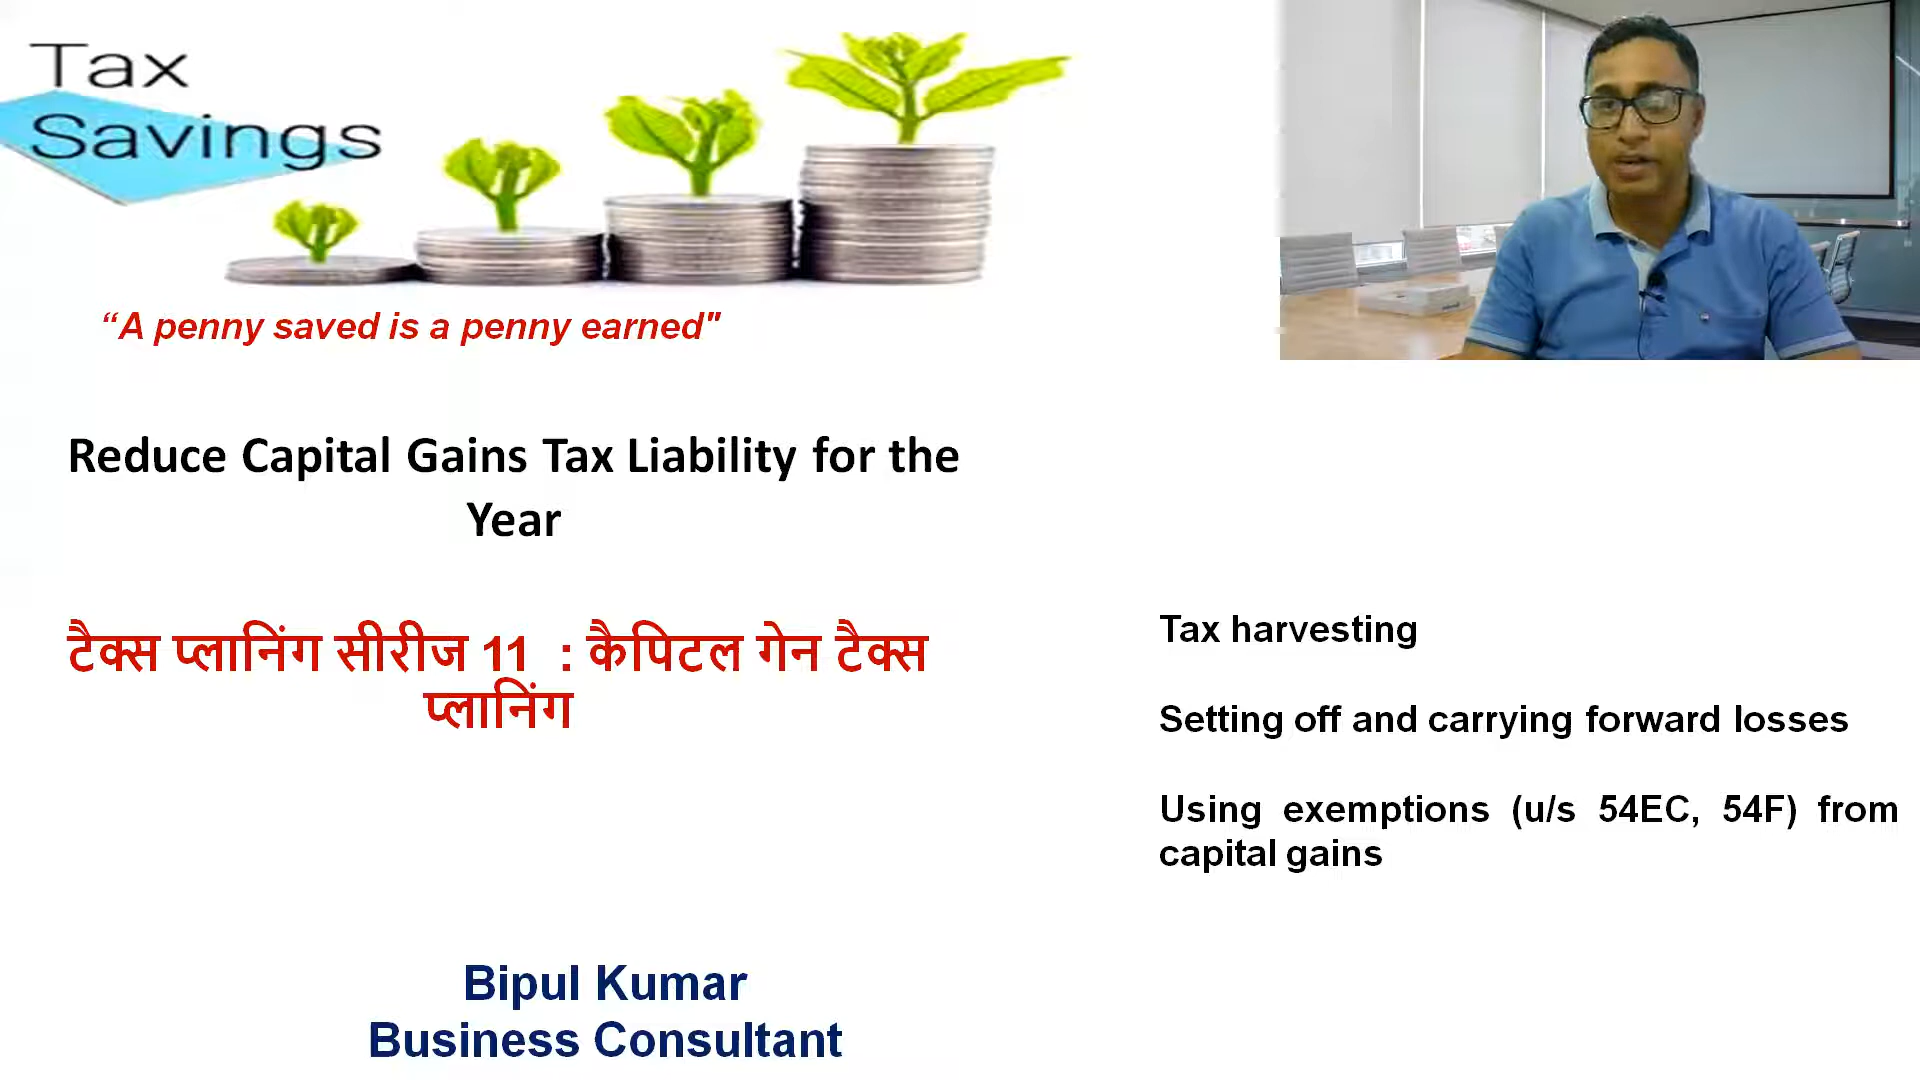 Tax
Savings
“A penny saved is a penny earned"
Reduce Capital Gains Tax Liability for the
Year
टैक्स प्लानिंग सीरीज 11 : कैपिटल गेन टैक्स
प्लानिंग
Tax harvesting
Setting off and carrying forward losses
Using exemptions (u/s 54EC, 54F) from
capital gains
Bipul Kumar
Business Consultant